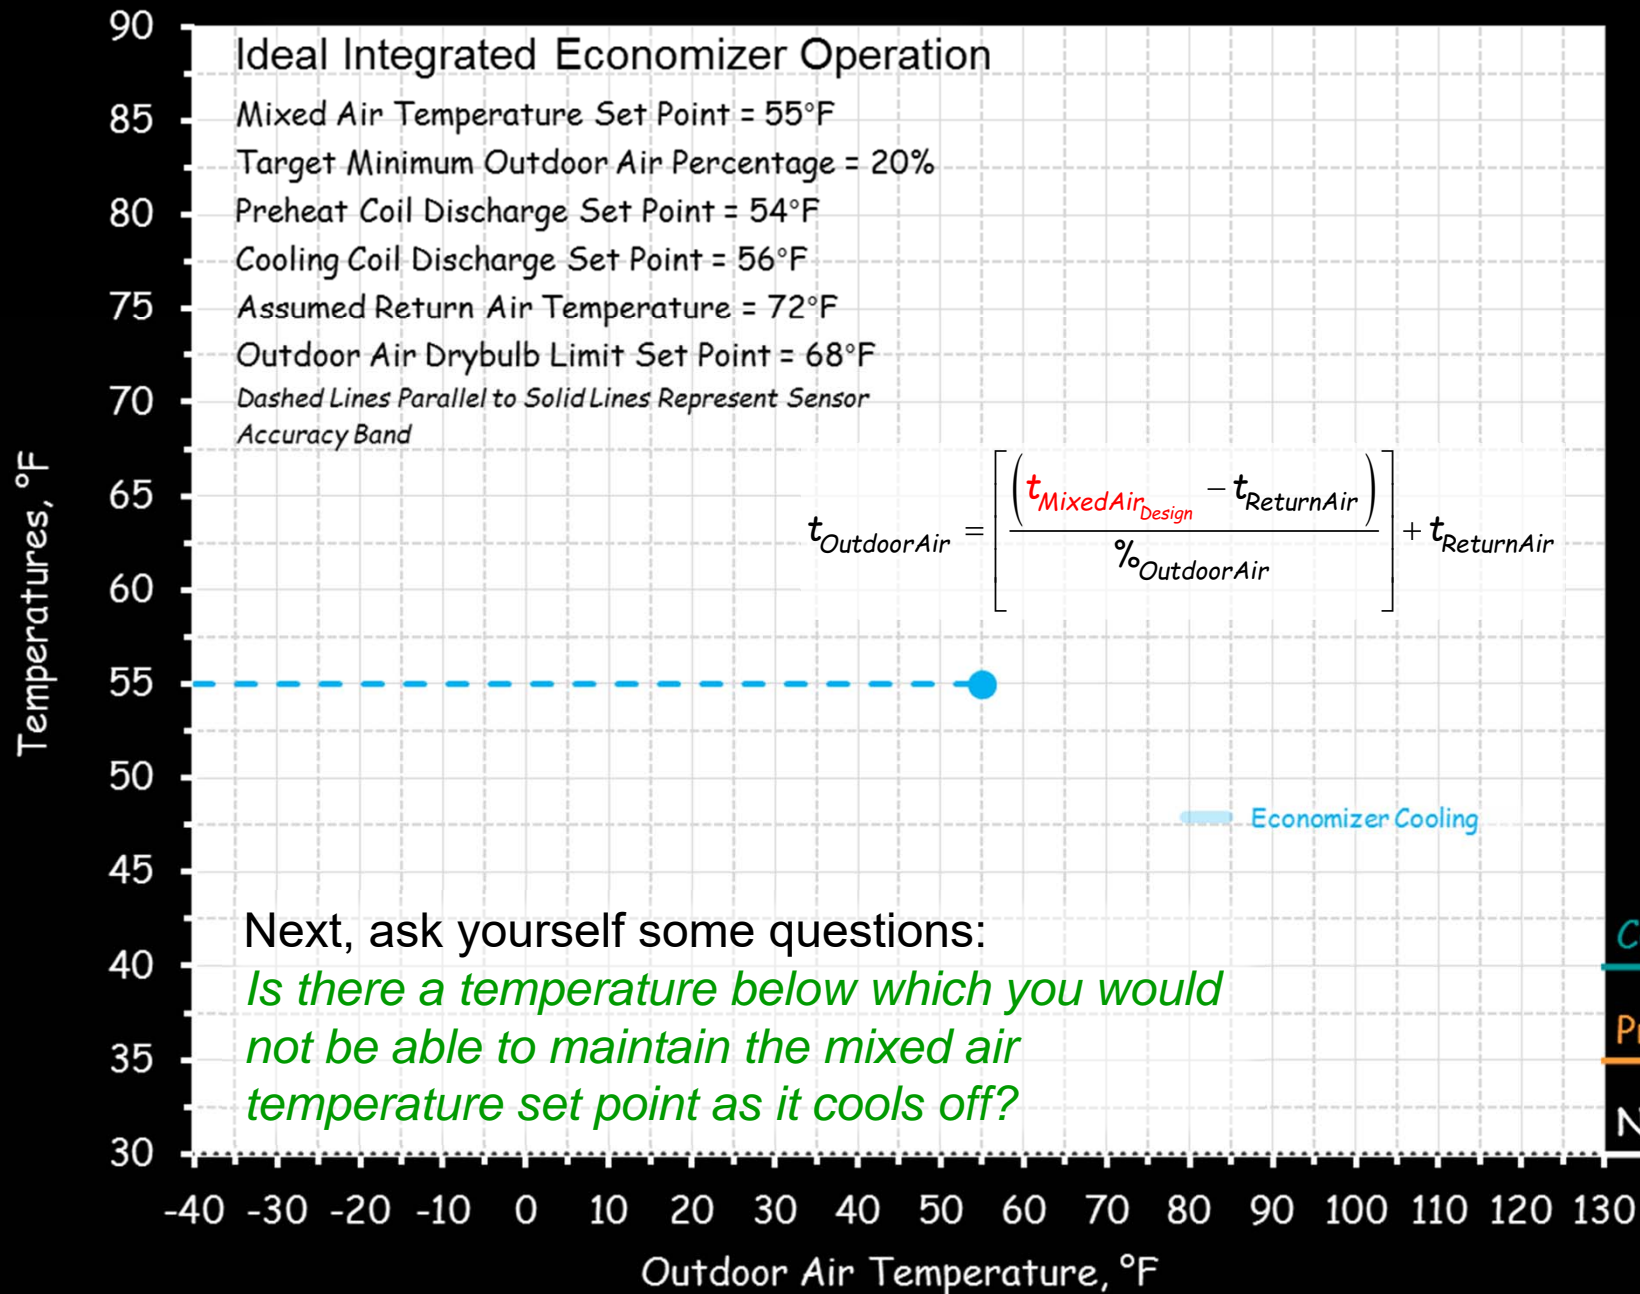 Ideal Integrated Economizer Operation
Mixed Air Temperature Set Point = 55°F
Target Minimum Outdoor Air Percentage = 20%
Preheat Coil Discharge Set Point = 54°F
Cooling Coil Discharge Set Point = 56°F
Assumed Return Air Temperature = 72°F
Outdoor Air Drybulb Limit Set Point = 68°F
Dashed Lines Parallel to Solid Lines Represent Sensor
Accuracy Band
t_OutdoorAir = [(t_MixedAir_Design − t_ReturnAir) / %_OutdoorAir] + t_ReturnAir
Economizer Cooling
Next, ask yourself some questions:
Is there a temperature below which you would
not be able to maintain the mixed air
temperature set point as it cools off?
Temperatures, °F
90
85
80
75
70
65
60
55
50
45
40
35
30
-40 -30 -20 -10 0 10 20 30 40 50 60 70 80 90 100 110 120 130
Outdoor Air Temperature, °F